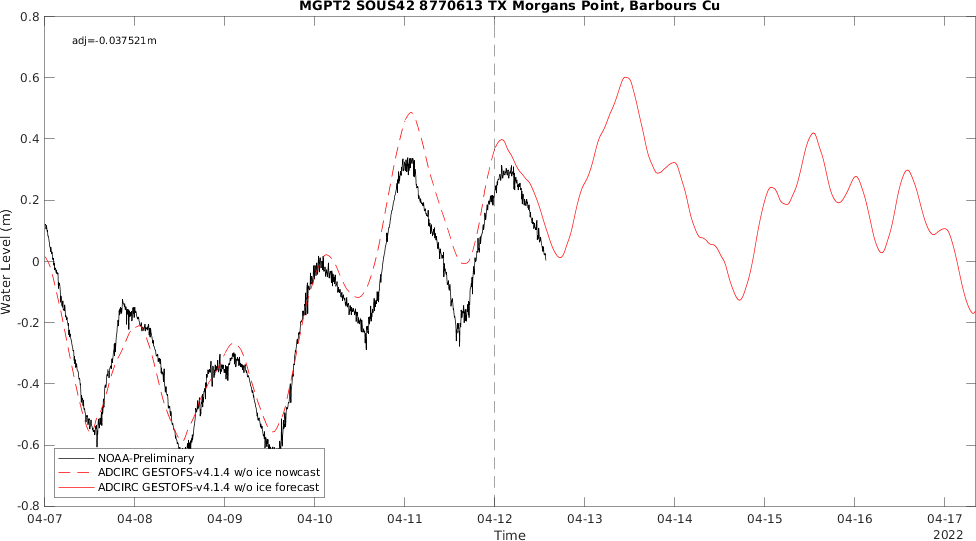 MGPT2 SOUS42 8770613 TX Morgans Point, Barbours Cu
adj=-0.037521m
Water Level (m)
0.8
0.6
0.4
0.2
0
-0.2
-0.4
-0.6
-0.8
NOAA-Preliminary
ADCIRC GESTOFS-v4.1.4 w/o ice nowcast
ADCIRC GESTOFS-v4.1.4 w/o ice forecast
04-07 04-08 04-09 04-10 04-11 04-12 04-13 04-14 04-15 04-16 04-17
Time
2022